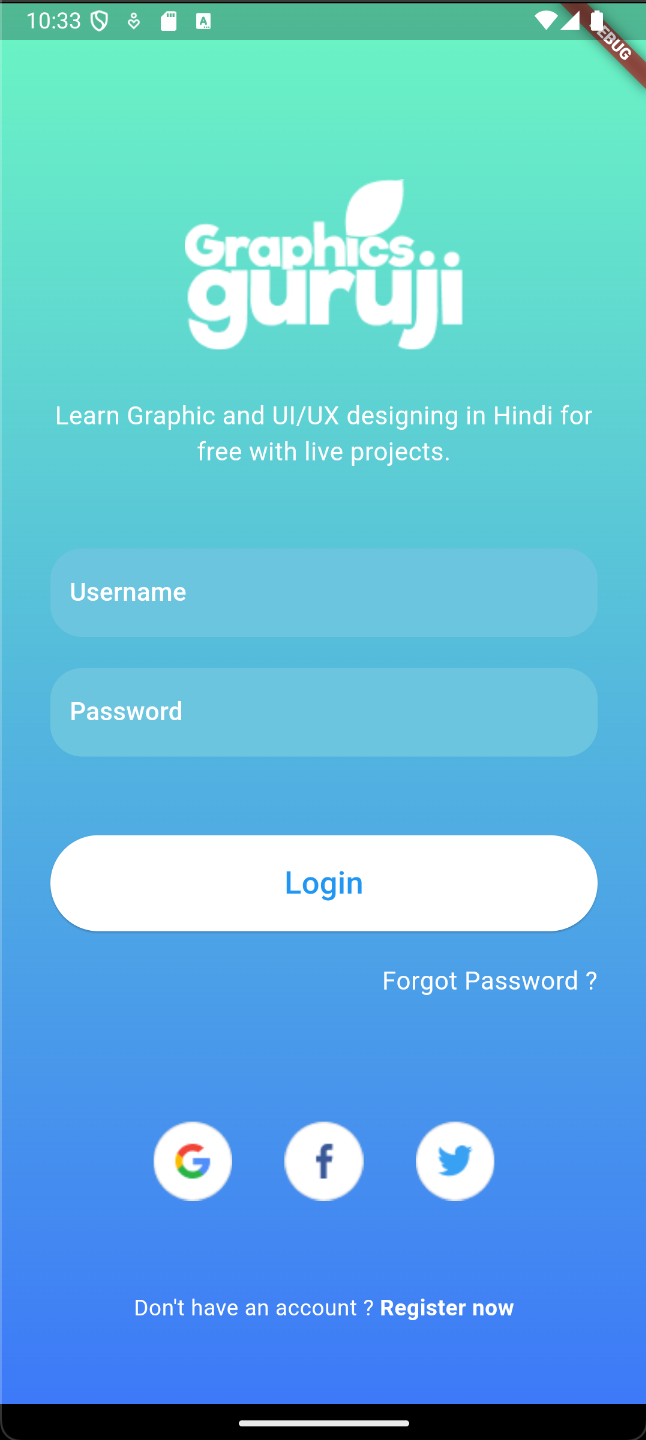 10:33
EBUG
Graphics
guruji
Learn Graphic and UI/UX designing in Hindi for
free with live projects.
Username
Password
Login
Forgot Password ?
Don't have an account ? Register now